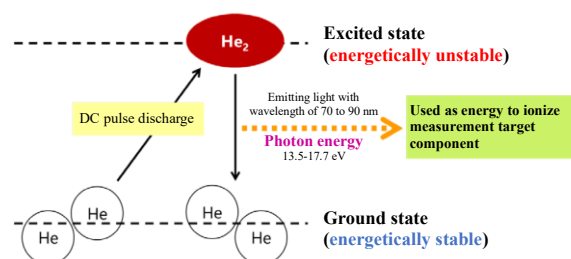 He2
Excited state
(energetically unstable)
DC pulse discharge
Emitting light with
wavelength of 70 to 90 nm
Photon energy
13.5-17.7 eV
Used as energy to ionize
measurement target
component
He
He
He
He
Ground state
(energetically stable)